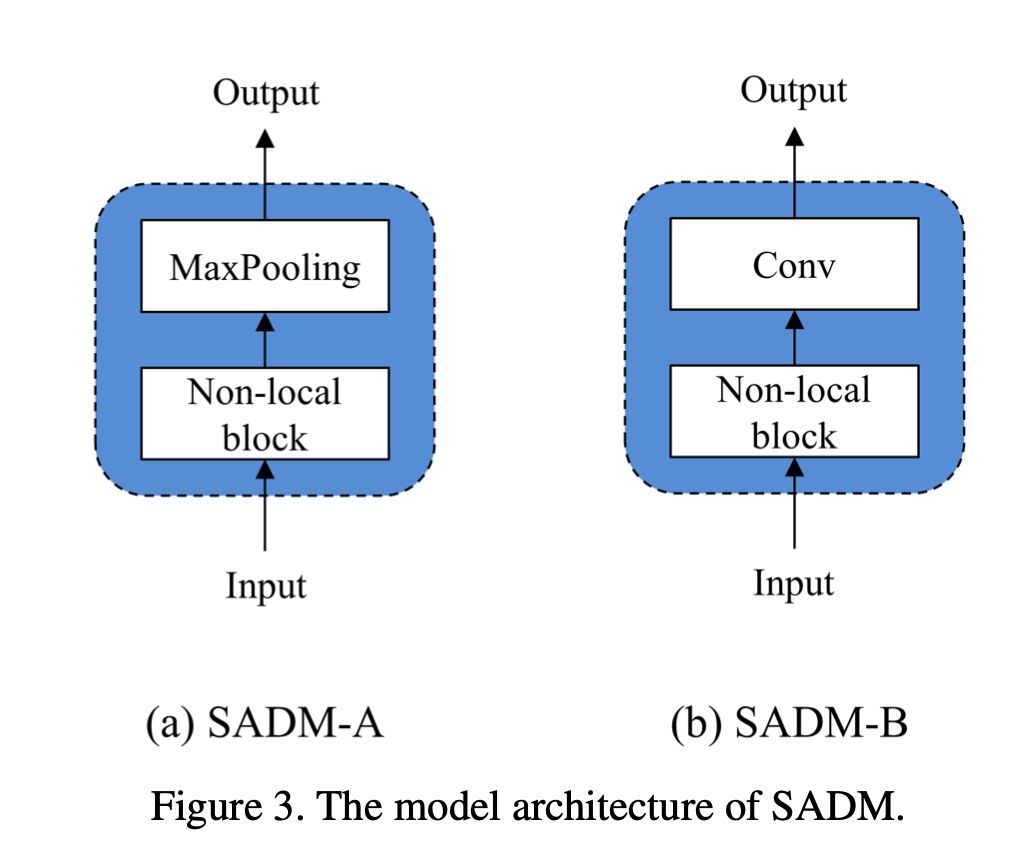 Output
MaxPooling
Non-local
block
Input
(a) SADM-A
Output
Conv
Non-local
block
Input
(b) SADM-B
Figure 3. The model architecture of SADM.